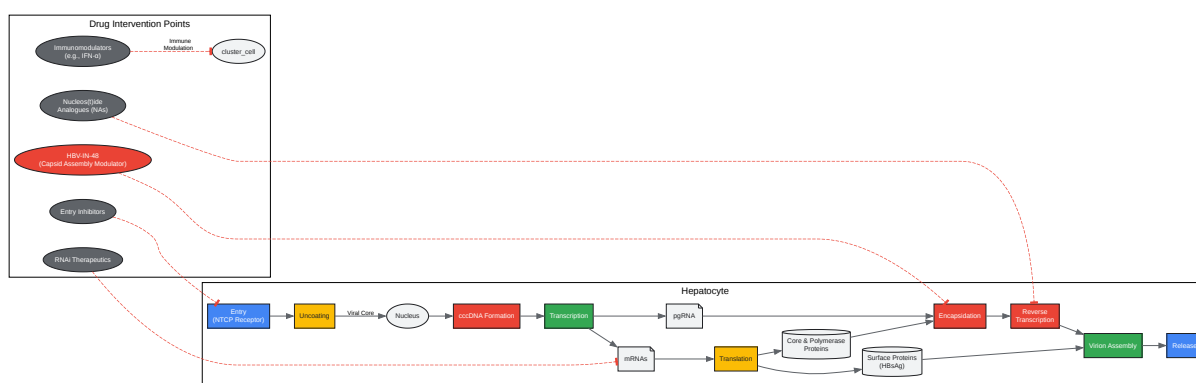 Drug Intervention Points
Immunomodulators
(e.g., IFN-α)
Immune
Modulation
cluster_cell
Nucleos(t)ide
Analogues (NAs)
HBV-IN-48
(Capsid Assembly Modulator)
Entry Inhibitors
RNAi Therapeutics
Hepatocyte
Entry
(NTCP Receptor)
Uncoating
Viral Core
Nucleus
cccDNA Formation
Transcription
pgRNA
Encapsidation
Reverse
Transcription
mRNAs
Translation
Core & Polymerase
Proteins
Surface Proteins
(HBsAg)
Virion Assembly
Release